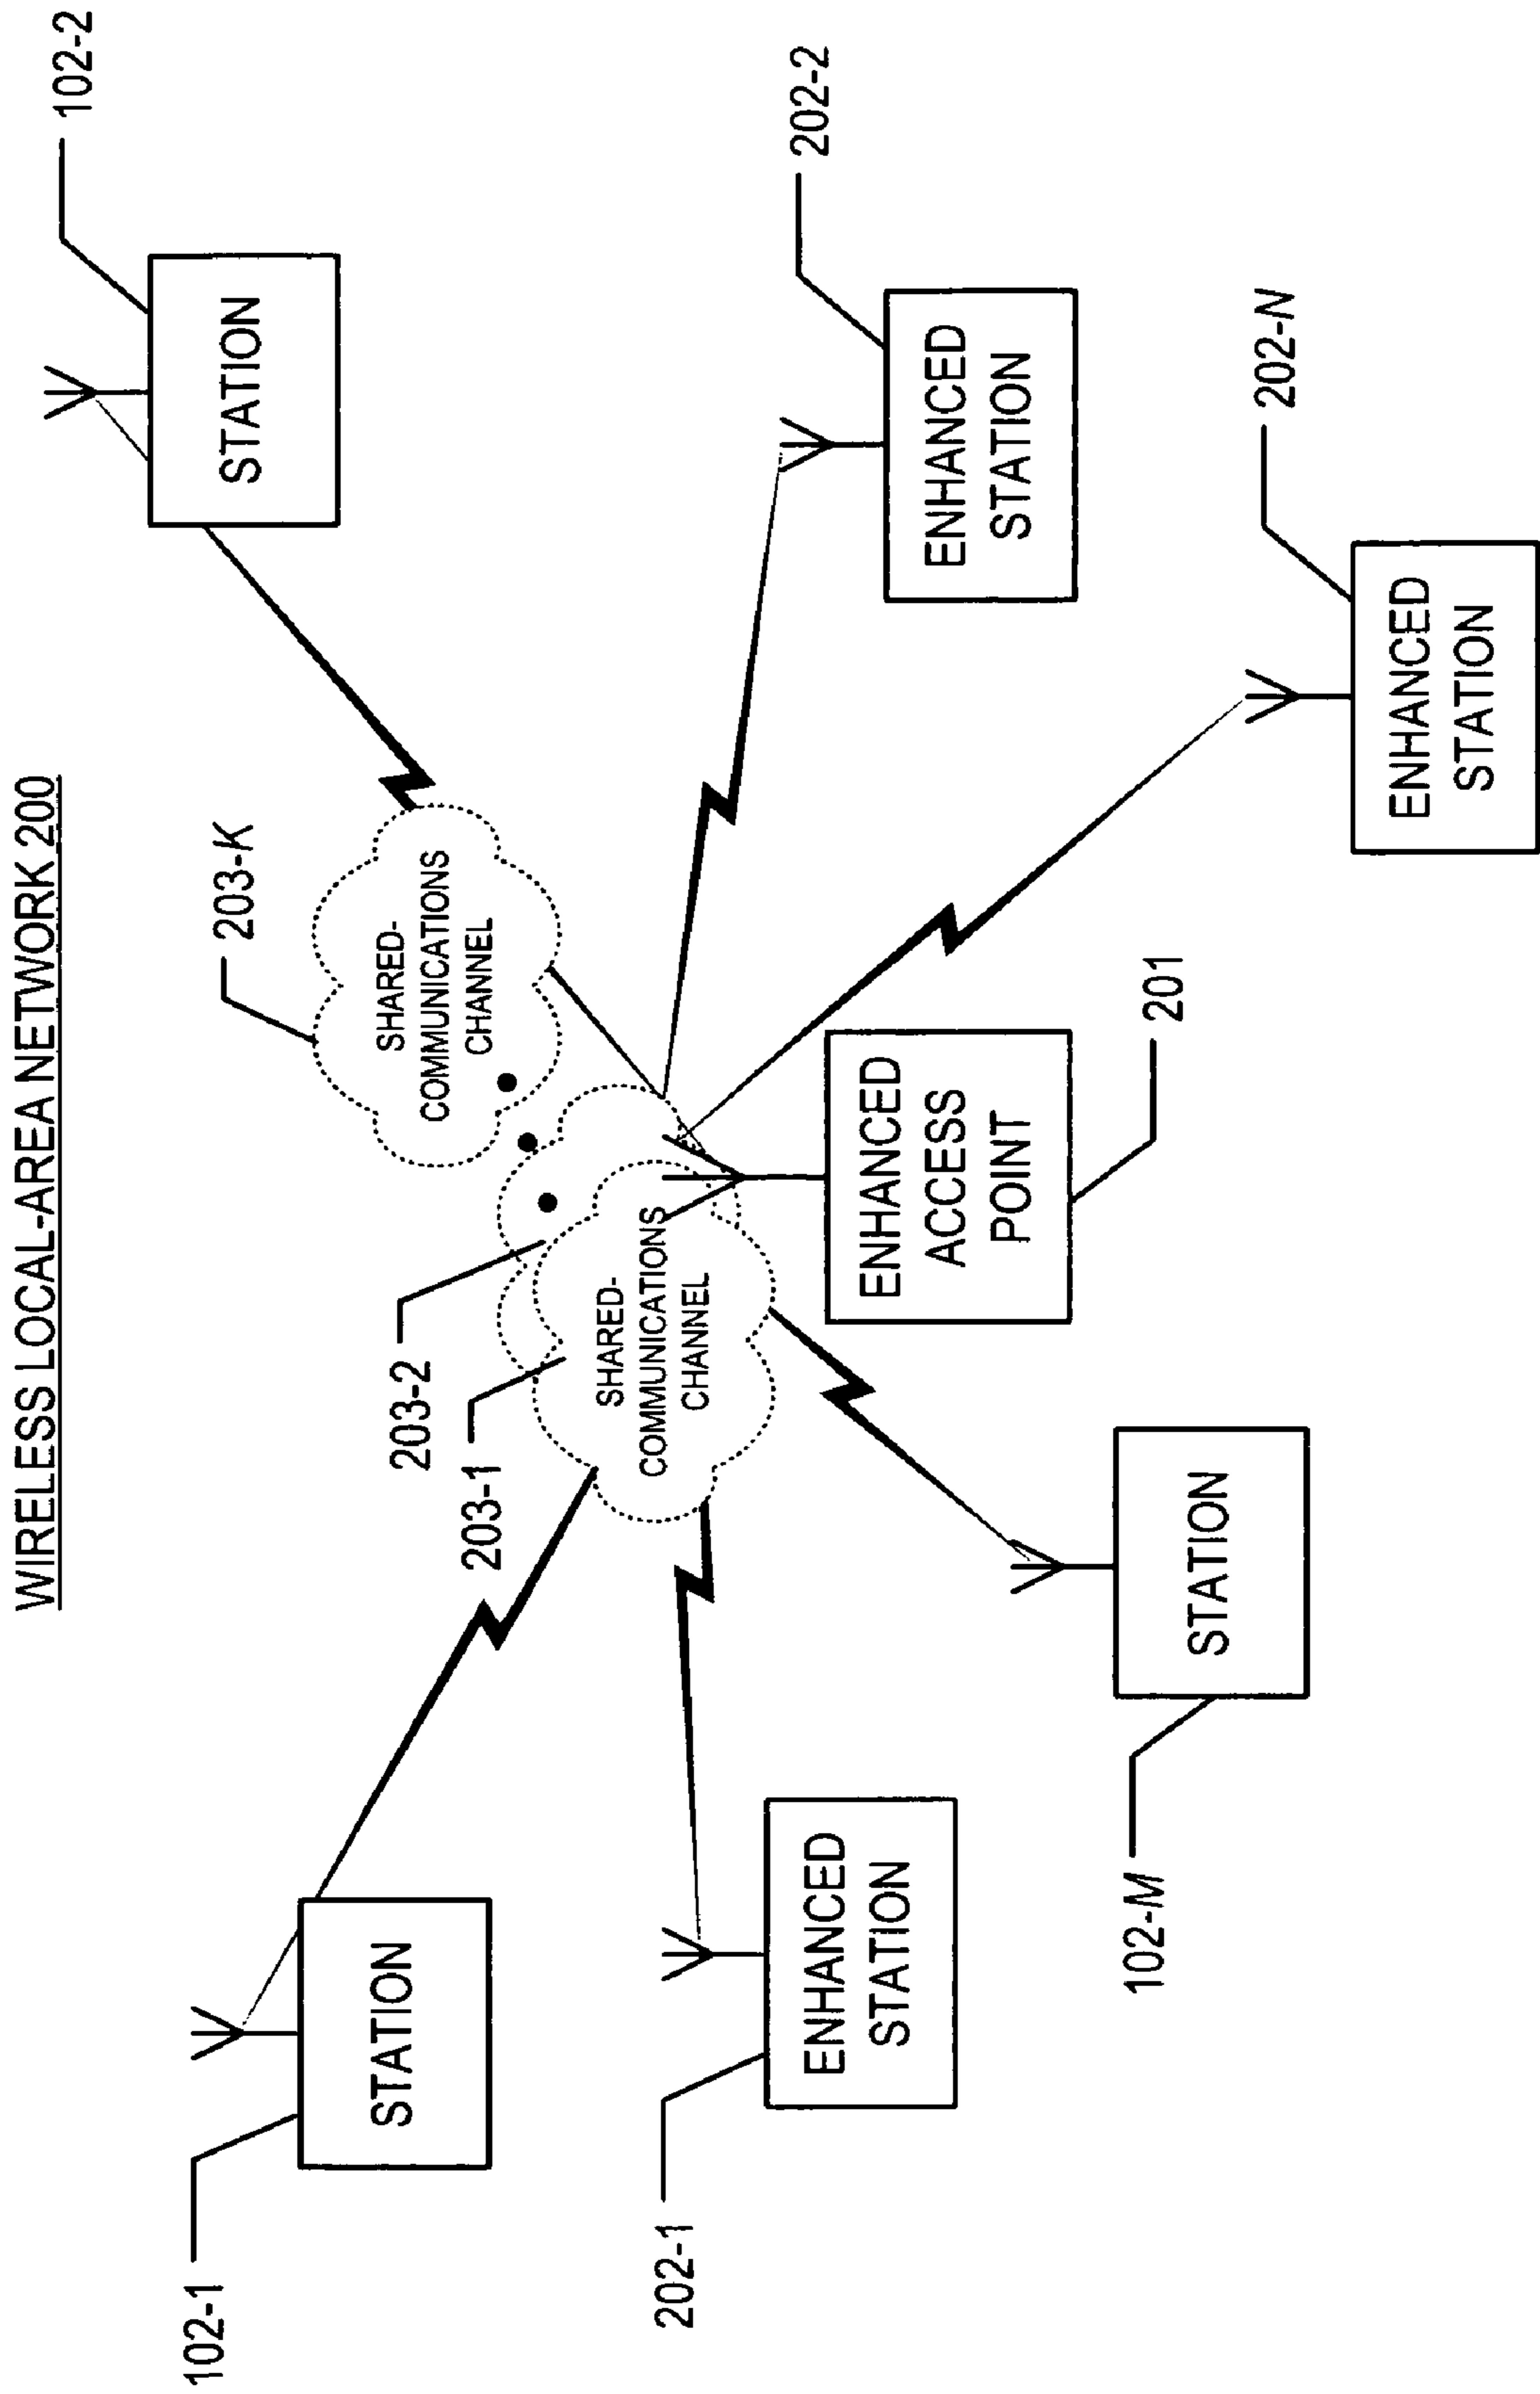 WIRELESS LOCAL-AREA NETWORK 200
102-1
STATION
203-K
SHARED-
COMMUNICATIONS
CHANNEL
STATION
102-2
203-2
203-1
SHARED-
COMMUNICATIONS
CHANNEL
202-1
ENHANCED
STATION
ENHANCED
ACCESS
POINT
201
ENHANCED
STATION
202-2
102-M
STATION
ENHANCED
STATION
202-N